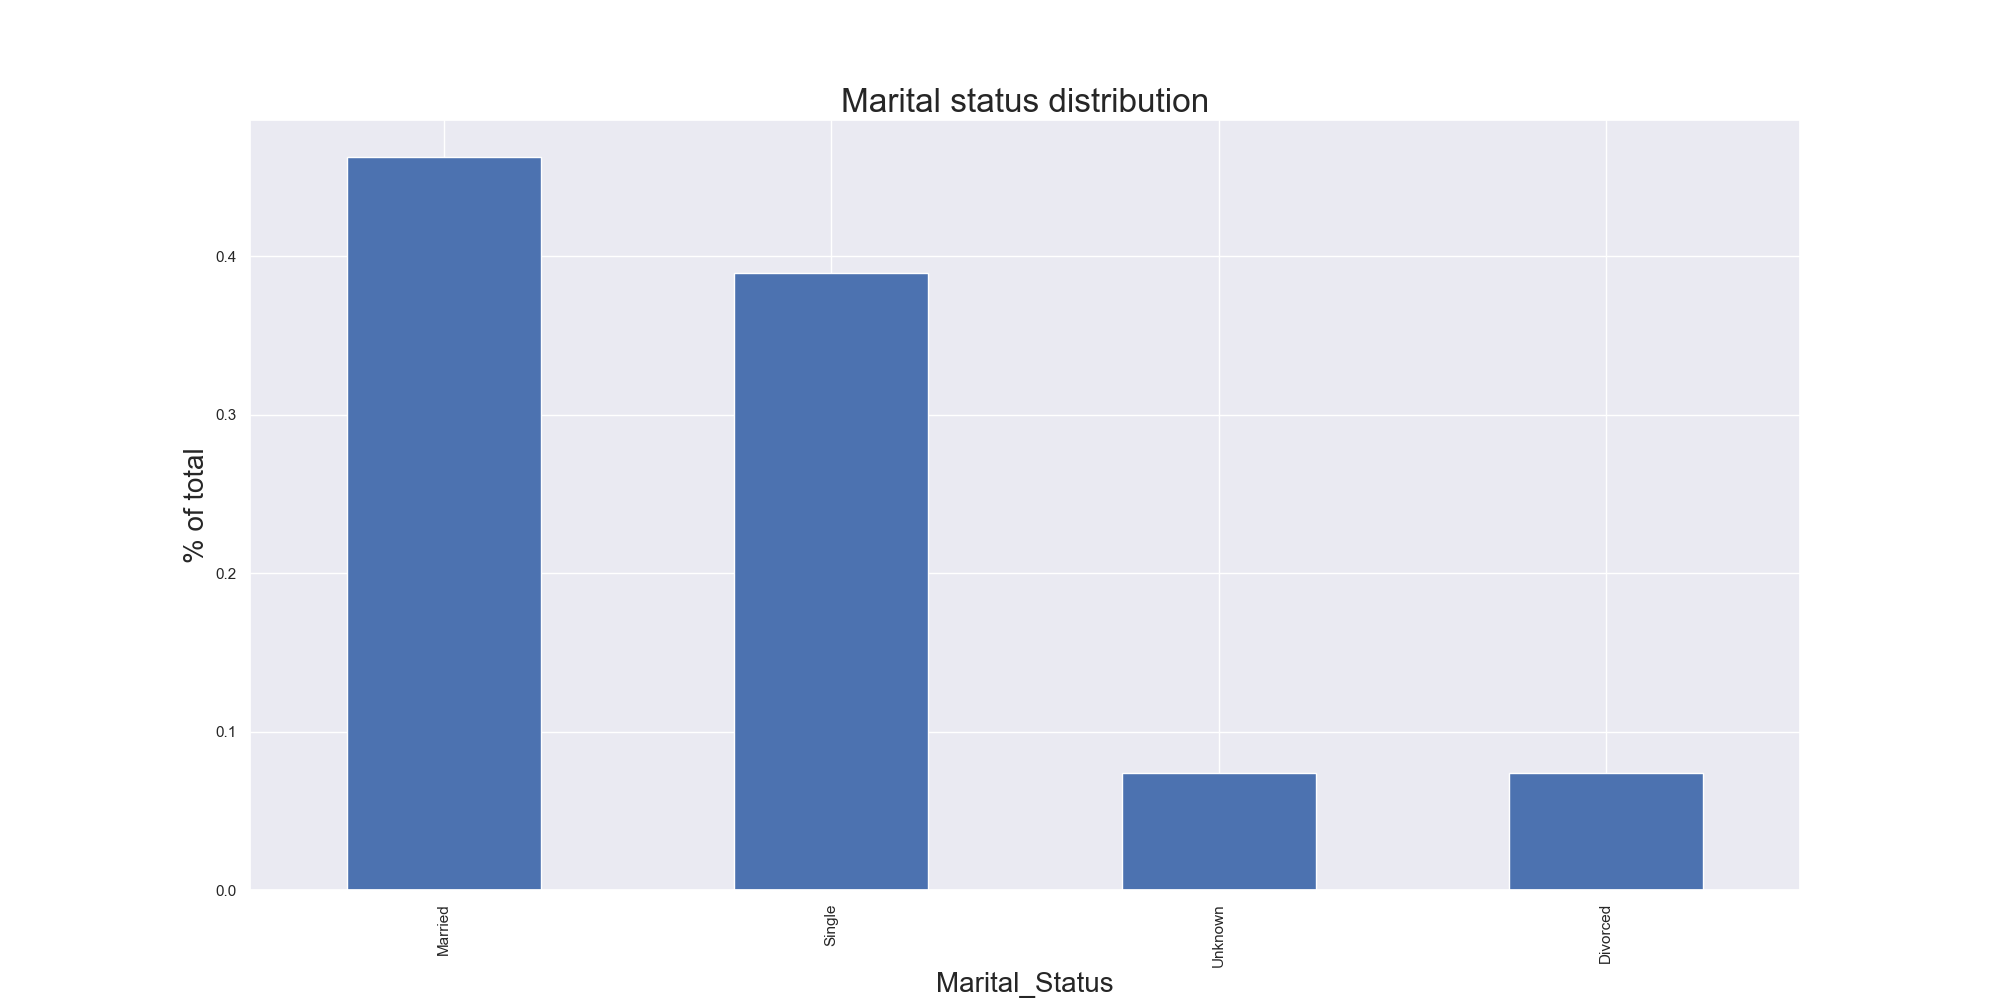 Marital status distribution
% of total
0.4
0.3
0.2
0.1
0.0
Married
Single
Unknown
Divorced
Marital_Status